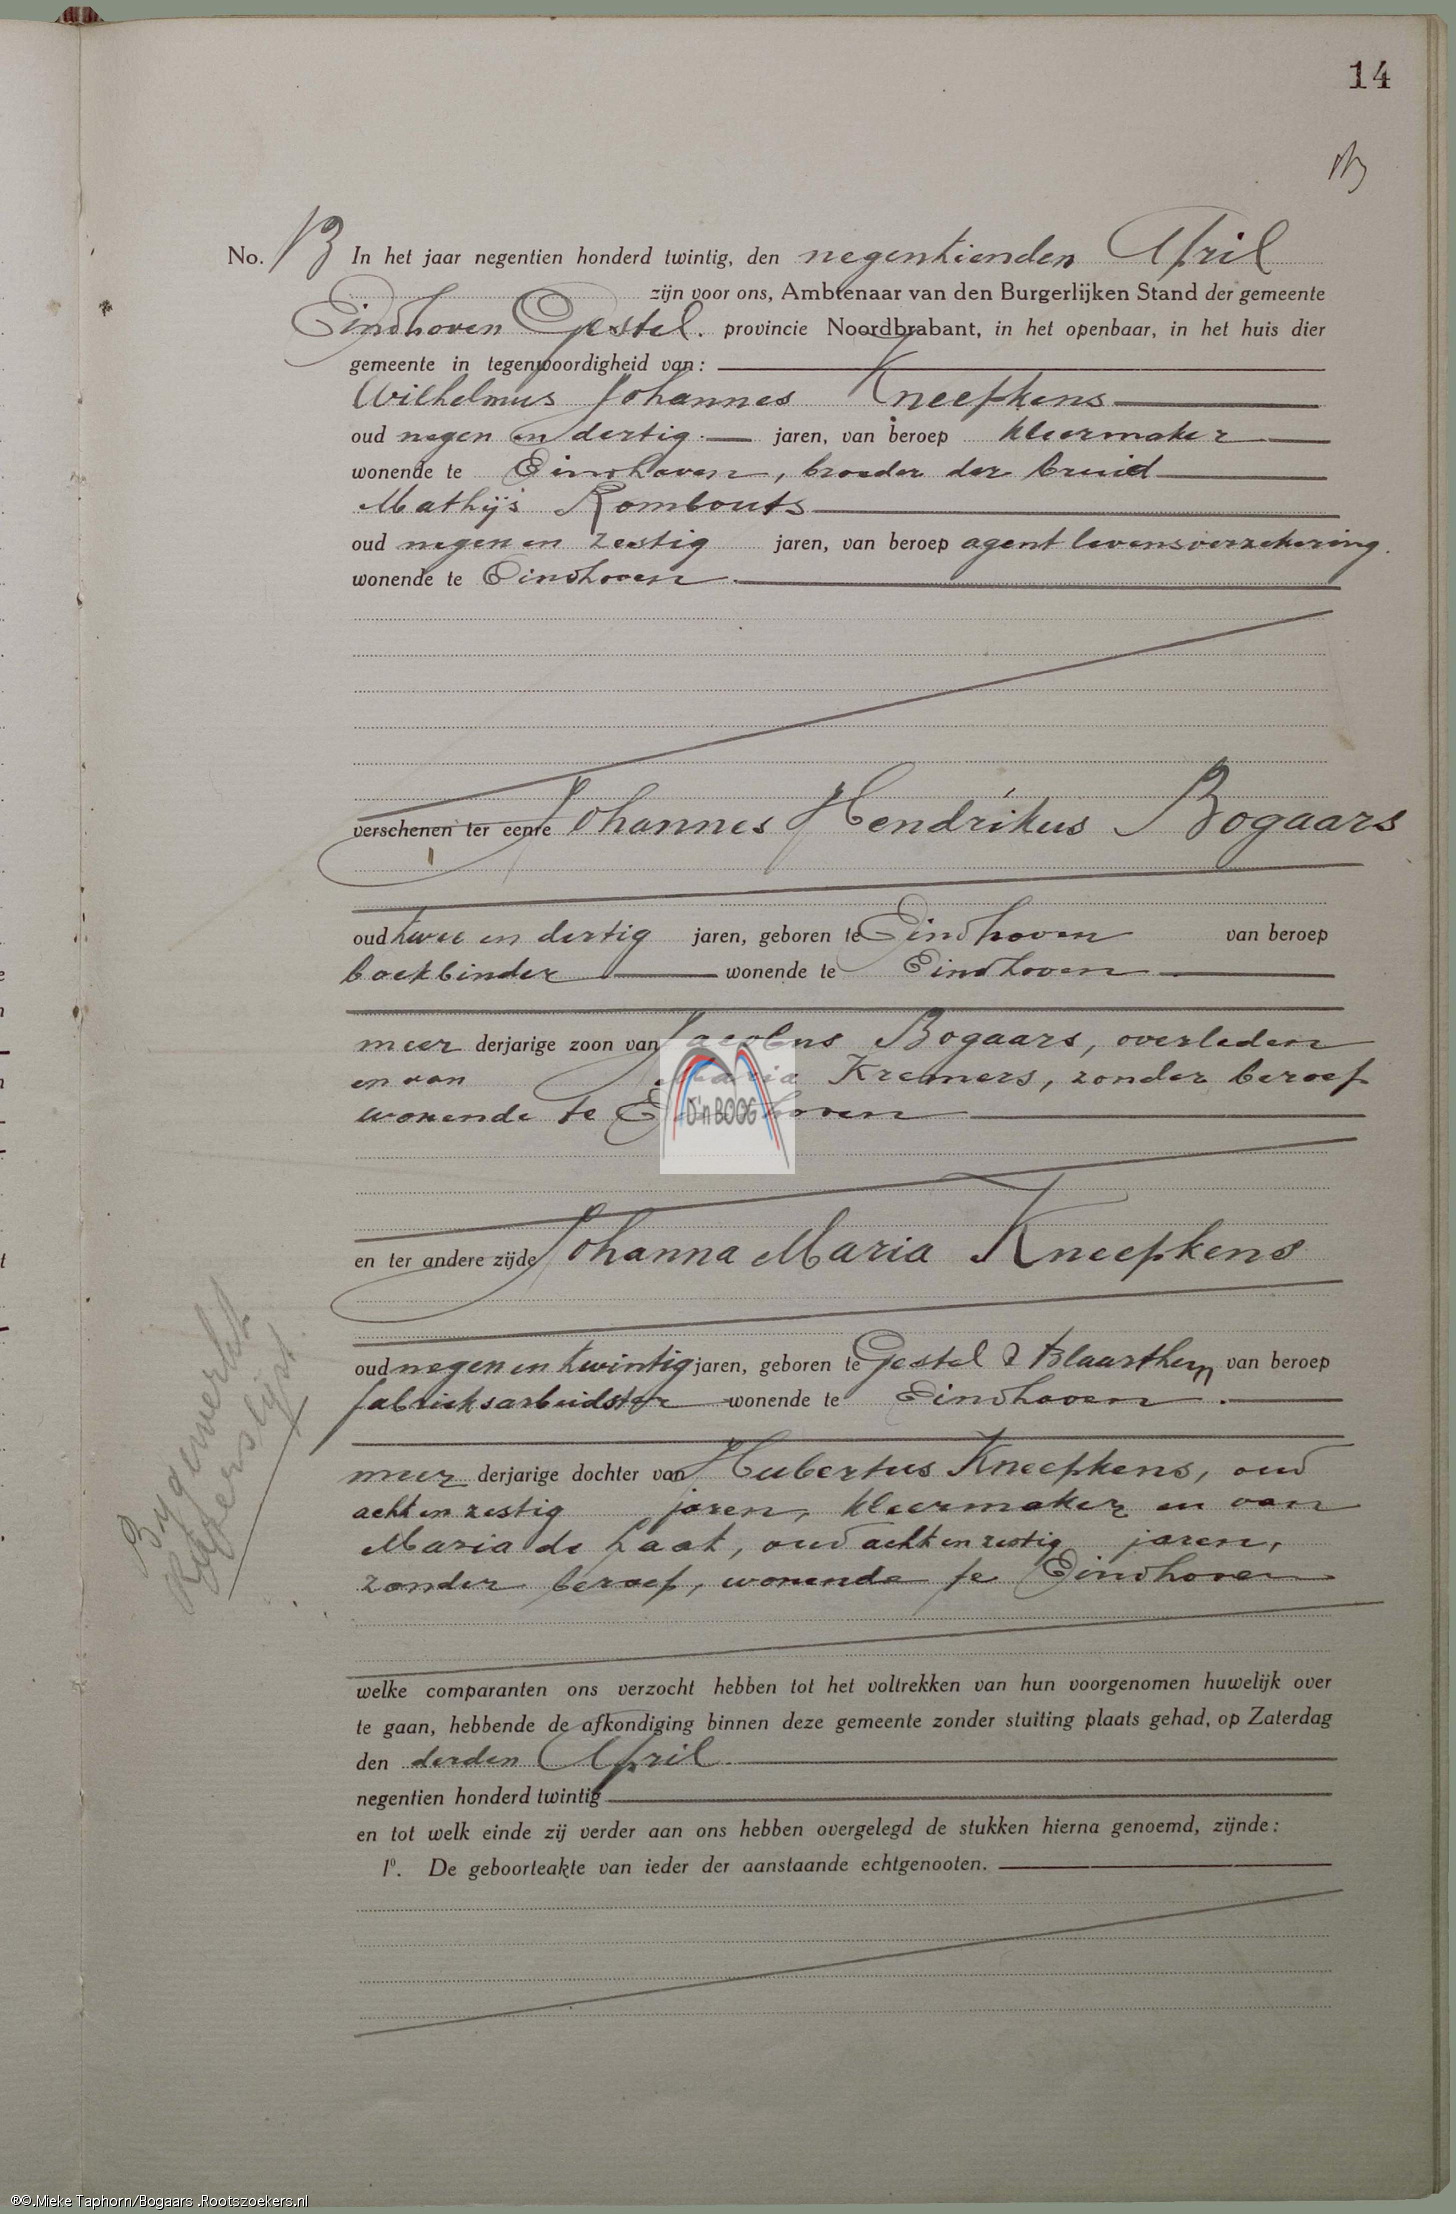 14
No. 13 In het jaar negentien honderd twintig, den negentienden April
zijn voor ons, Ambtenaar van den Burgerlijken Stand der gemeente
Eindhoven Gestel. provincie Noordbrabant, in het openbaar, in het huis dier
gemeente in tegenwoordigheid van:
Wilhelmus Johannes Kneepkens
oud negen en dertig jaren, van beroep kleermaker
wonende te Eindhoven, broeder der bruid
Mathijs Rombouts
oud negen en zestig jaren, van beroep agent levensverzekering.
wonende te Eindhoven
verschenen ter eenre Johannes Hendrikus Bogaars
oud twee en dertig jaren, geboren te Eindhoven van beroep
boekbinder wonende te Eindhoven
meer derjarige zoon van Jacobus Bogaars, overleden
en van Maria Kremers, zonder beroep
wonende te Eindhoven
D'n BOOG
en ter andere zijde Johanna Maria Kneepkens
oud negen en twintig jaren, geboren te Gestel & Blaarthem van beroep
fabrieksarbeidster wonende te Eindhoven.
meer derjarige dochter van Hubertus Kneepkens, oud
acht en zestig jaren, kleermaker en van
Maria de Laat, oud acht en zestig jaren,
zonder beroep, wonende te Eindhoven
Bygewerkt
Kiezerslijst.
welke comparanten ons verzocht hebben tot het voltrekken van hun voorgenomen huwelijk over
te gaan, hebbende de afkondiging binnen deze gemeente zonder stuiting plaats gehad, op Zaterdag
den derden April
negentien honderd twintig
en tot welk einde zij verder aan ons hebben overgelegd de stukken hierna genoemd, zijnde:
1⁰. De geboorteakte van ieder der aanstaande echtgenooten.
®©.Mieke Taphorn/Bogaars .Rootszoekers.nl